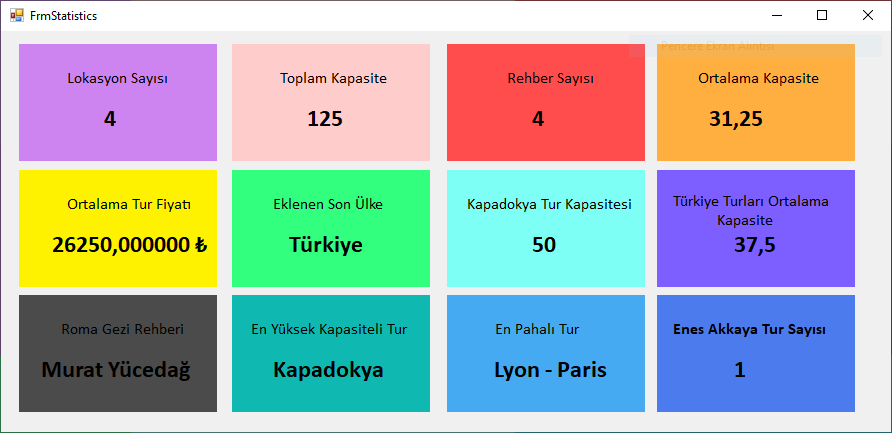 FrmStatistics
Pencere Ekran Alıntısı
Lokasyon Sayısı
4
Toplam Kapasite
125
Rehber Sayısı
4
Ortalama Kapasite
31,25
Ortalama Tur Fiyatı
26250,000000 ₺
Eklenen Son Ülke
Türkiye
Kapadokya Tur Kapasitesi
50
Türkiye Turları Ortalama
Kapasite
37,5
Roma Gezi Rehberi
Murat Yücedağ
En Yüksek Kapasiteli Tur
Kapadokya
En Pahalı Tur
Lyon - Paris
Enes Akkaya Tur Sayısı
1